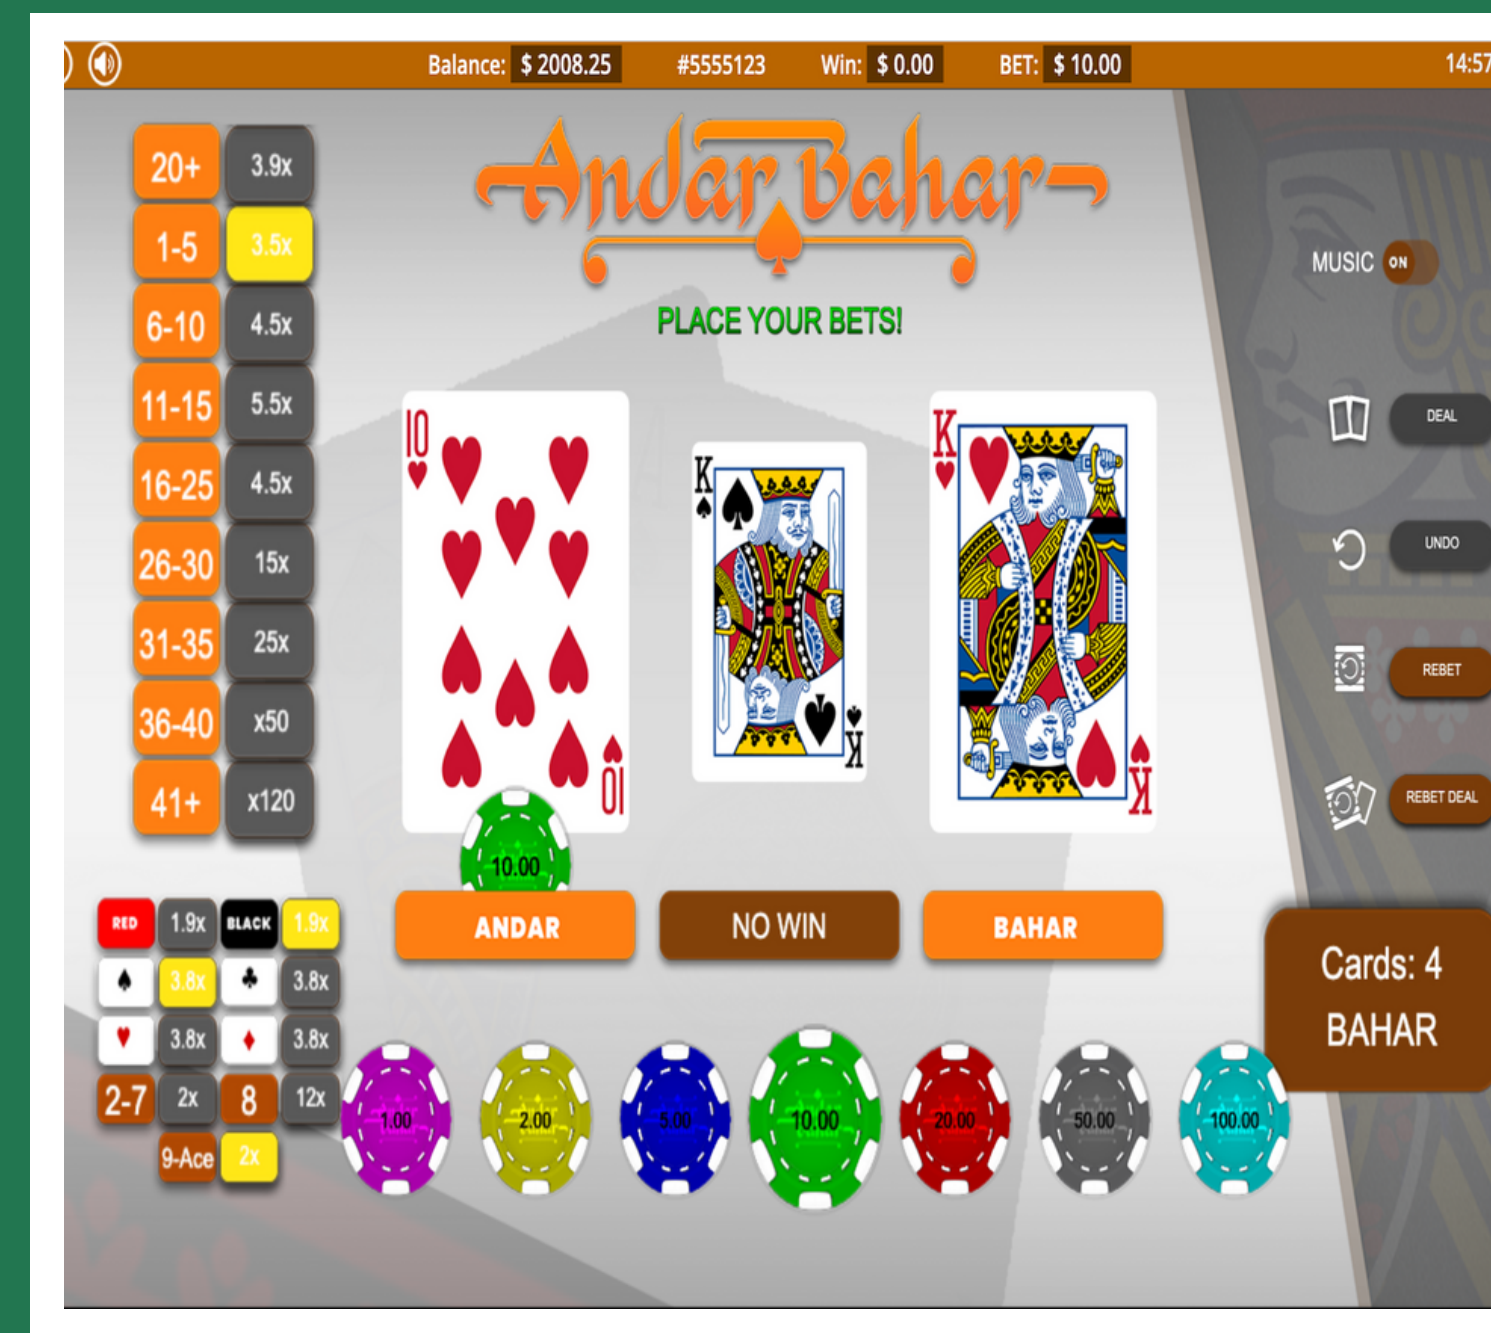 Balance: $ 2008.25 #5555123 Win: $ 0.00 BET: $ 10.00 14:57
Andar Bahar
PLACE YOUR BETS!
20+ 3.9x
1-5 3.5x
6-10 4.5x
11-15 5.5x
16-25 4.5x
26-30 15x
31-35 25x
36-40 x50
41+ x120
MUSIC ON
DEAL
UNDO
REBET
REBET DEAL
10
10
K
K
K
K
10.00
ANDAR NO WIN BAHAR
RED 1.9x BLACK 1.9x
3.8x 3.8x
3.8x 3.8x
2-7 2x 8 12x
9-Ace 2x
Cards: 4
BAHAR
1.00 2.00 5.00 10.00 20.00 50.00 100.00